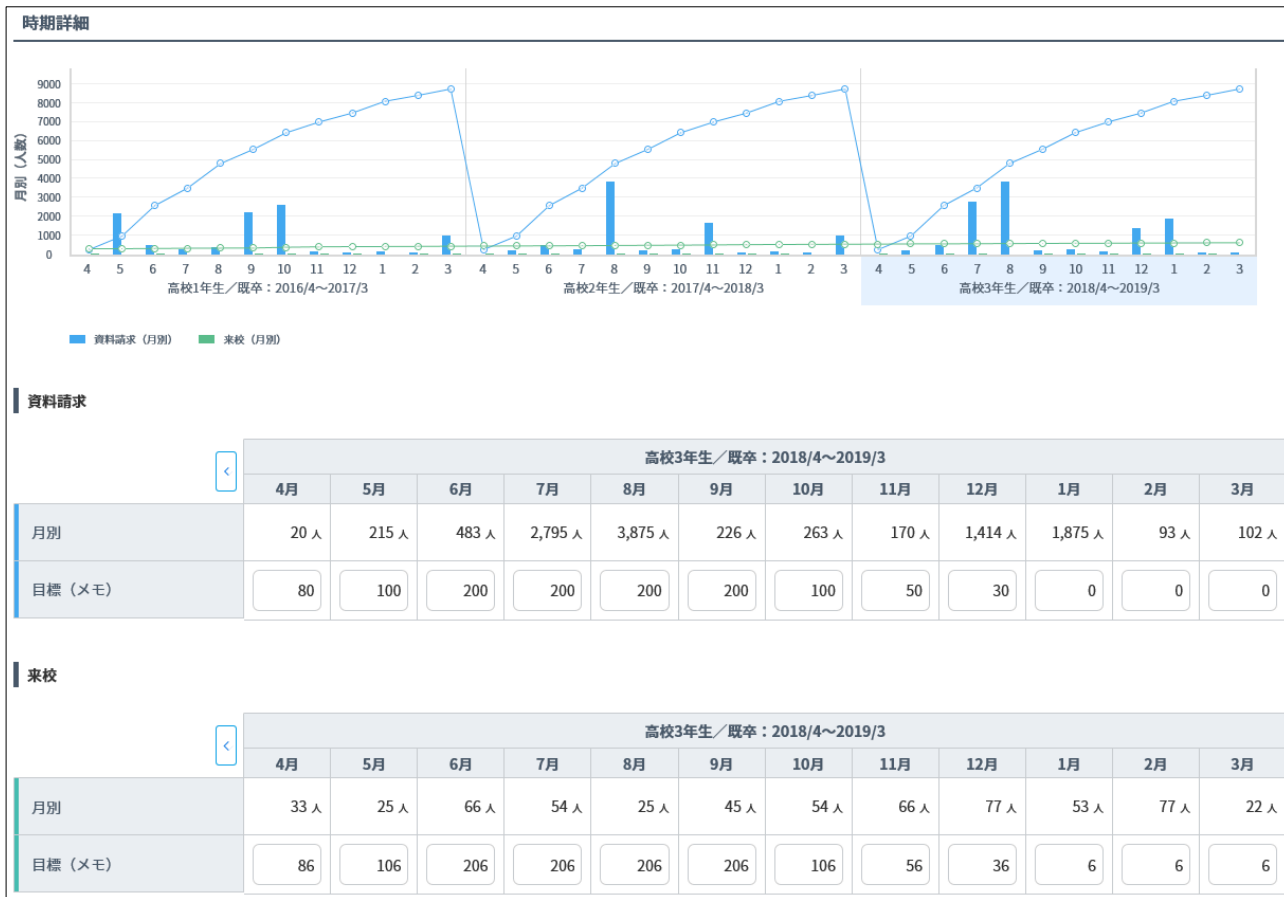 時期詳細
月別（人数）
9000
8000
7000
6000
5000
4000
3000
2000
1000
0
4 5 6 7 8 9 10 11 12 1 2 3 4 5 6 7 8 9 10 11 12 1 2 3 4 5 6 7 8 9 10 11 12 1 2 3
高校1年生／既卒：2016/4～2017/3 高校2年生／既卒：2017/4～2018/3 高校3年生／既卒：2018/4～2019/3
資料請求（月別） 来校（月別）
資料請求
高校3年生／既卒：2018/4～2019/3
4月 5月 6月 7月 8月 9月 10月 11月 12月 1月 2月 3月
月別 20人 215人 483人 2,795人 3,875人 226人 263人 170人 1,414人 1,875人 93人 102人
目標（メモ） 80 100 200 200 200 200 100 50 30 0 0 0
来校
高校3年生／既卒：2018/4～2019/3
4月 5月 6月 7月 8月 9月 10月 11月 12月 1月 2月 3月
月別 33人 25人 66人 54人 25人 45人 54人 66人 77人 53人 77人 22人
目標（メモ） 86 106 206 206 206 206 106 56 36 6 6 6